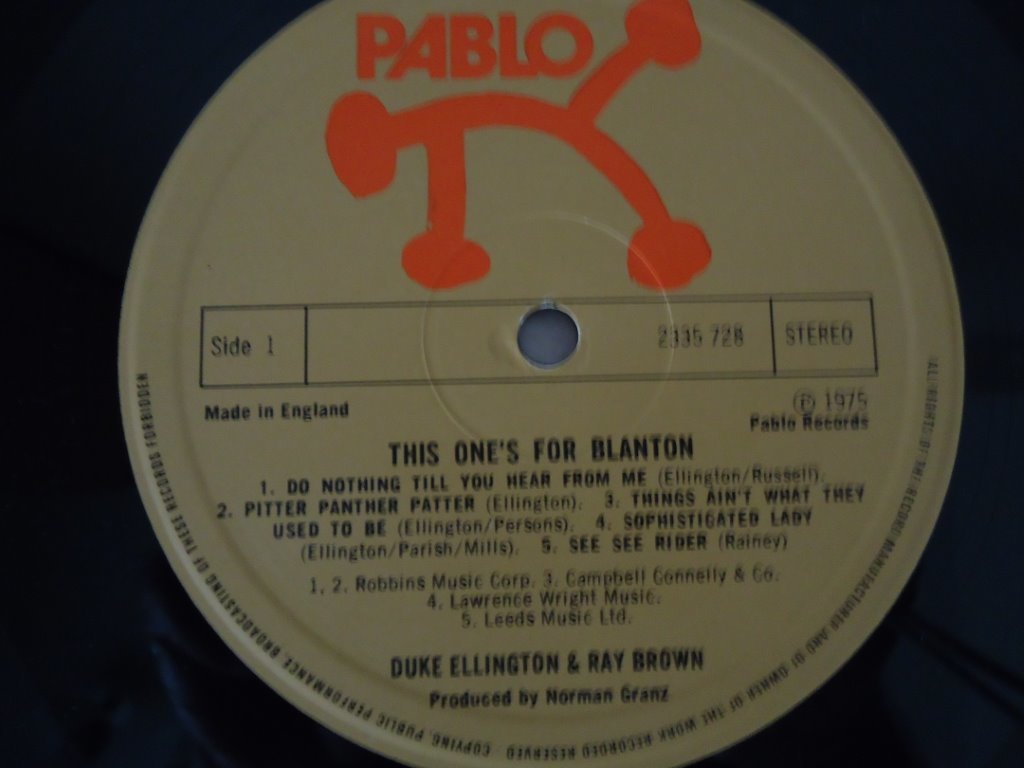 PABLO
Side 1
2335 728
STEREO
Made in England
℗ 1975
Pablo Records
THIS ONE'S FOR BLANTON
1. DO NOTHING TILL YOU HEAR FROM ME (Ellington/Russell).
2. PITTER PANTHER PATTER (Ellington). 3. THINGS AIN'T WHAT THEY
USED TO BE (Ellington/Persons). 4. SOPHISTICATED LADY
(Ellington/Parish/Mills). 5. SEE SEE RIDER (Rainey)
1, 2. Robbins Music Corp. 3. Campbell Connelly & Co.
4. Lawrence Wright Music.
5. Leeds Music Ltd.
DUKE ELLINGTON & RAY BROWN
Produced by Norman Granz
ALL RIGHTS OF THE RECORD MANUFACTURER AND OF OWNER OF THE WORK RECORDED RESERVED · COPYING, PUBLIC PERFORMANCE, BROADCASTING OF THESE RECORDS FORBIDDEN